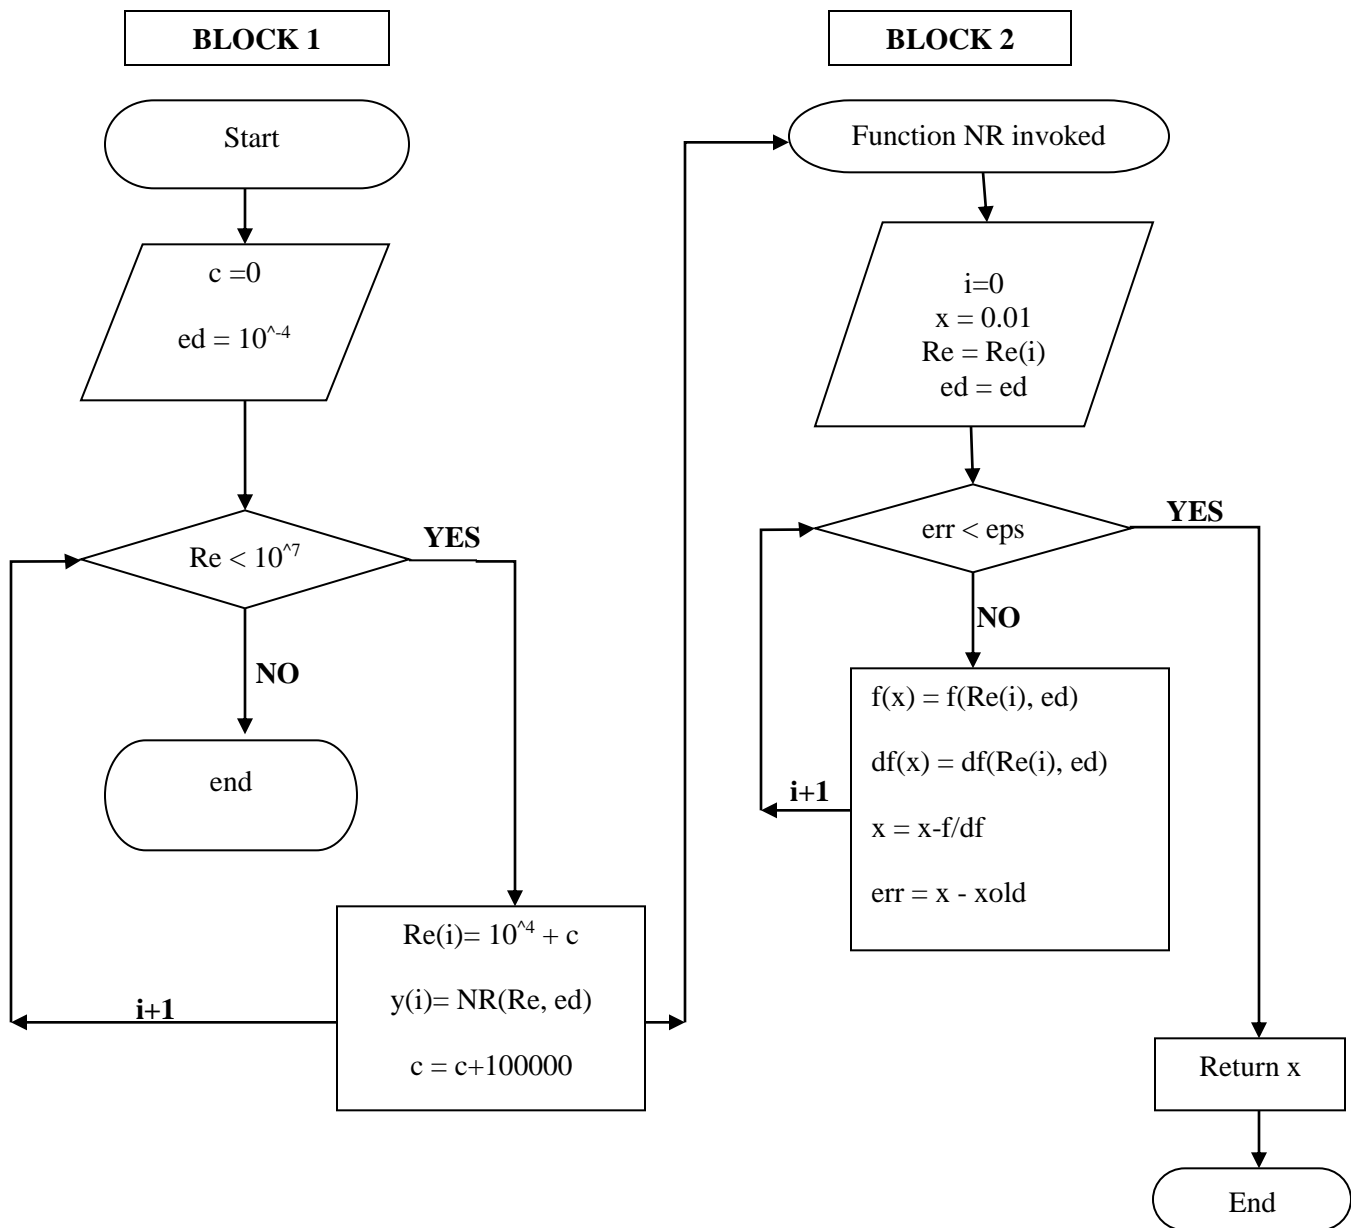 BLOCK 1
Start
c =0
ed = 10^-4
Re < 10^7
YES
NO
end
Re(i)= 10^4 + c
y(i)= NR(Re, ed)
c = c+100000
i+1
BLOCK 2
Function NR invoked
i=0
x = 0.01
Re = Re(i)
ed = ed
err < eps
YES
NO
f(x) = f(Re(i), ed)
df(x) = df(Re(i), ed)
x = x-f/df
err = x - xold
i+1
Return x
End